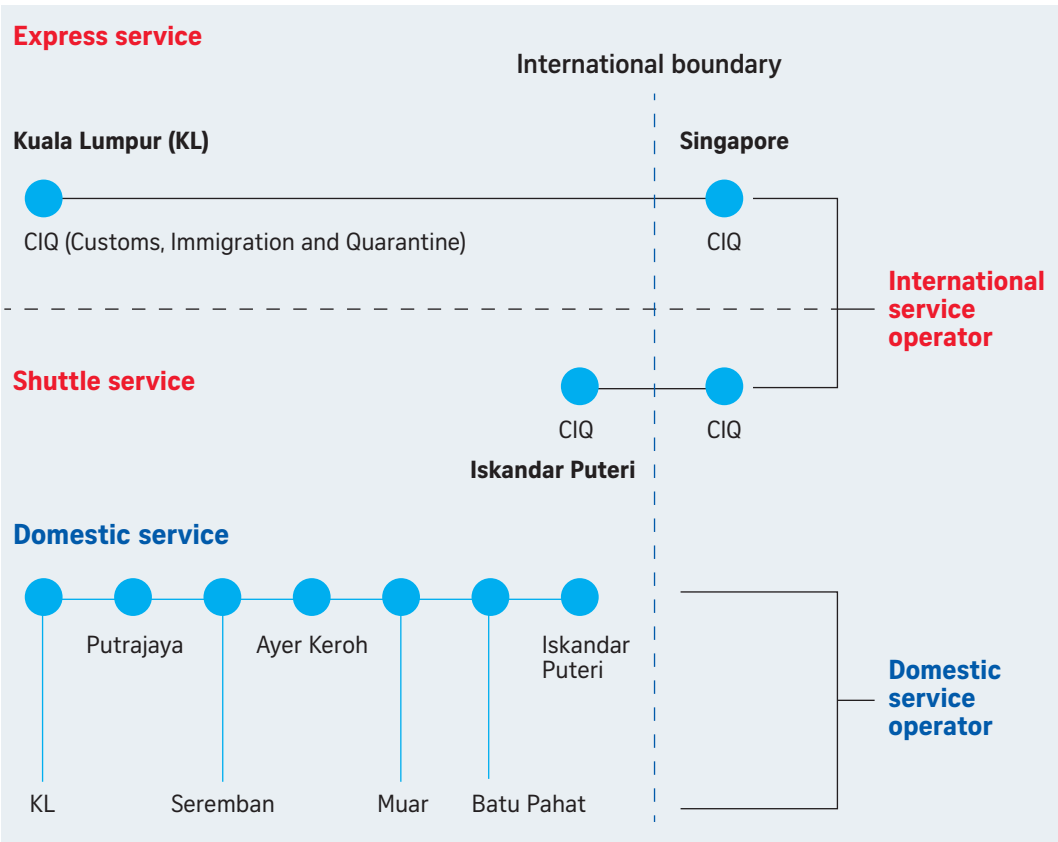 Express service
International boundary
Kuala Lumpur (KL)
Singapore
CIQ (Customs, Immigration and Quarantine)
CIQ
International
service
operator
Shuttle service
CIQ
CIQ
Iskandar Puteri
Domestic service
Putrajaya
Ayer Keroh
Iskandar
Puteri
Domestic
service
operator
KL
Seremban
Muar
Batu Pahat